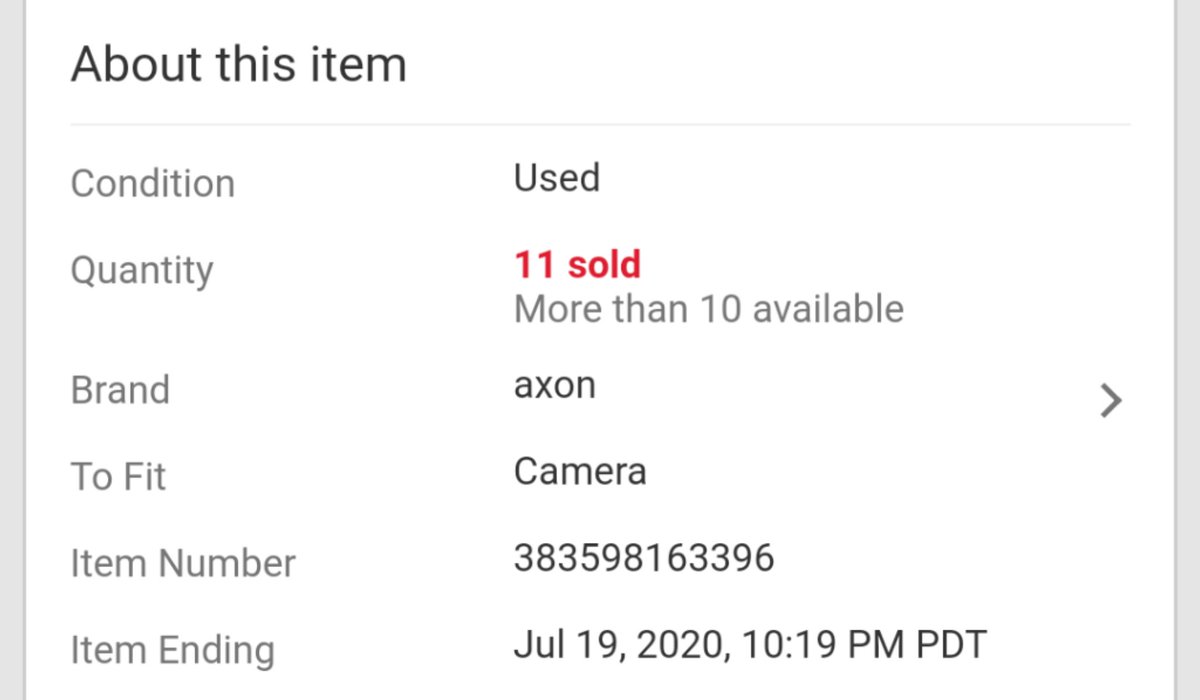 About this item
Condition Used
Quantity 11 sold
More than 10 available
Brand axon
To Fit Camera
Item Number 383598163396
Item Ending Jul 19, 2020, 10:19 PM PDT